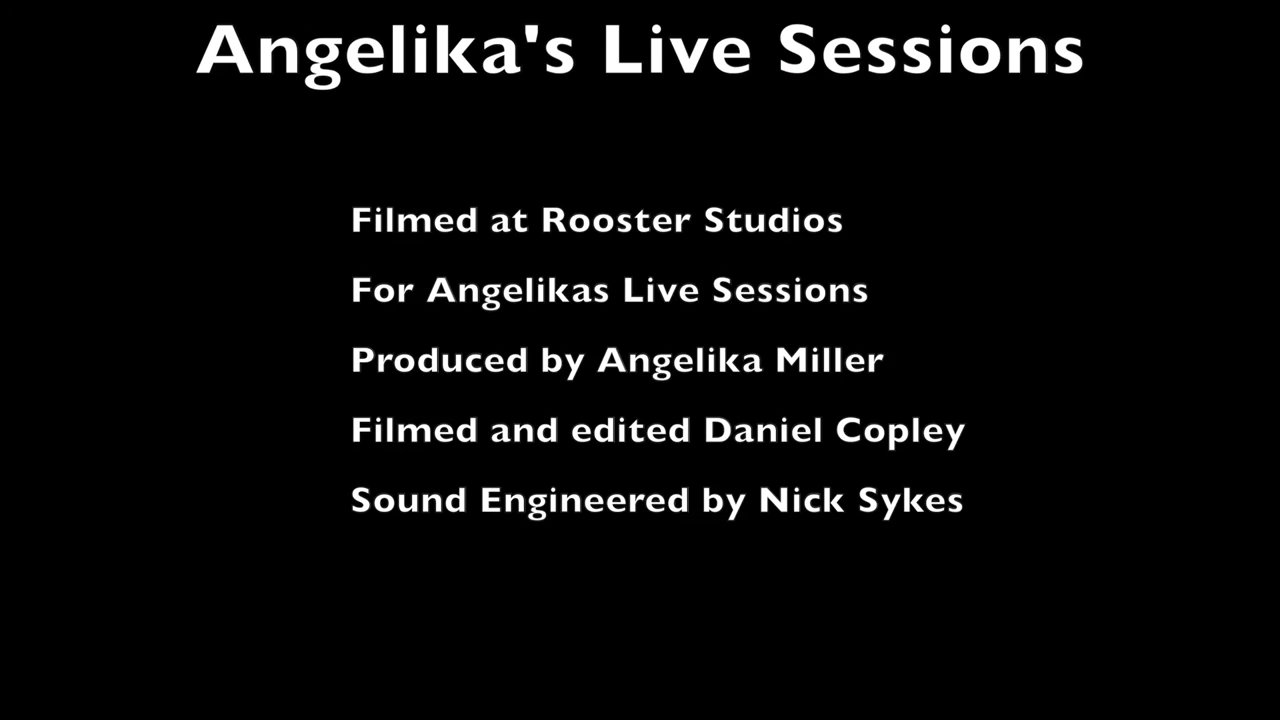 Angelika's Live Sessions
Filmed at Rooster Studios
For Angelikas Live Sessions
Produced by Angelika Miller
Filmed and edited Daniel Copley
Sound Engineered by Nick Sykes